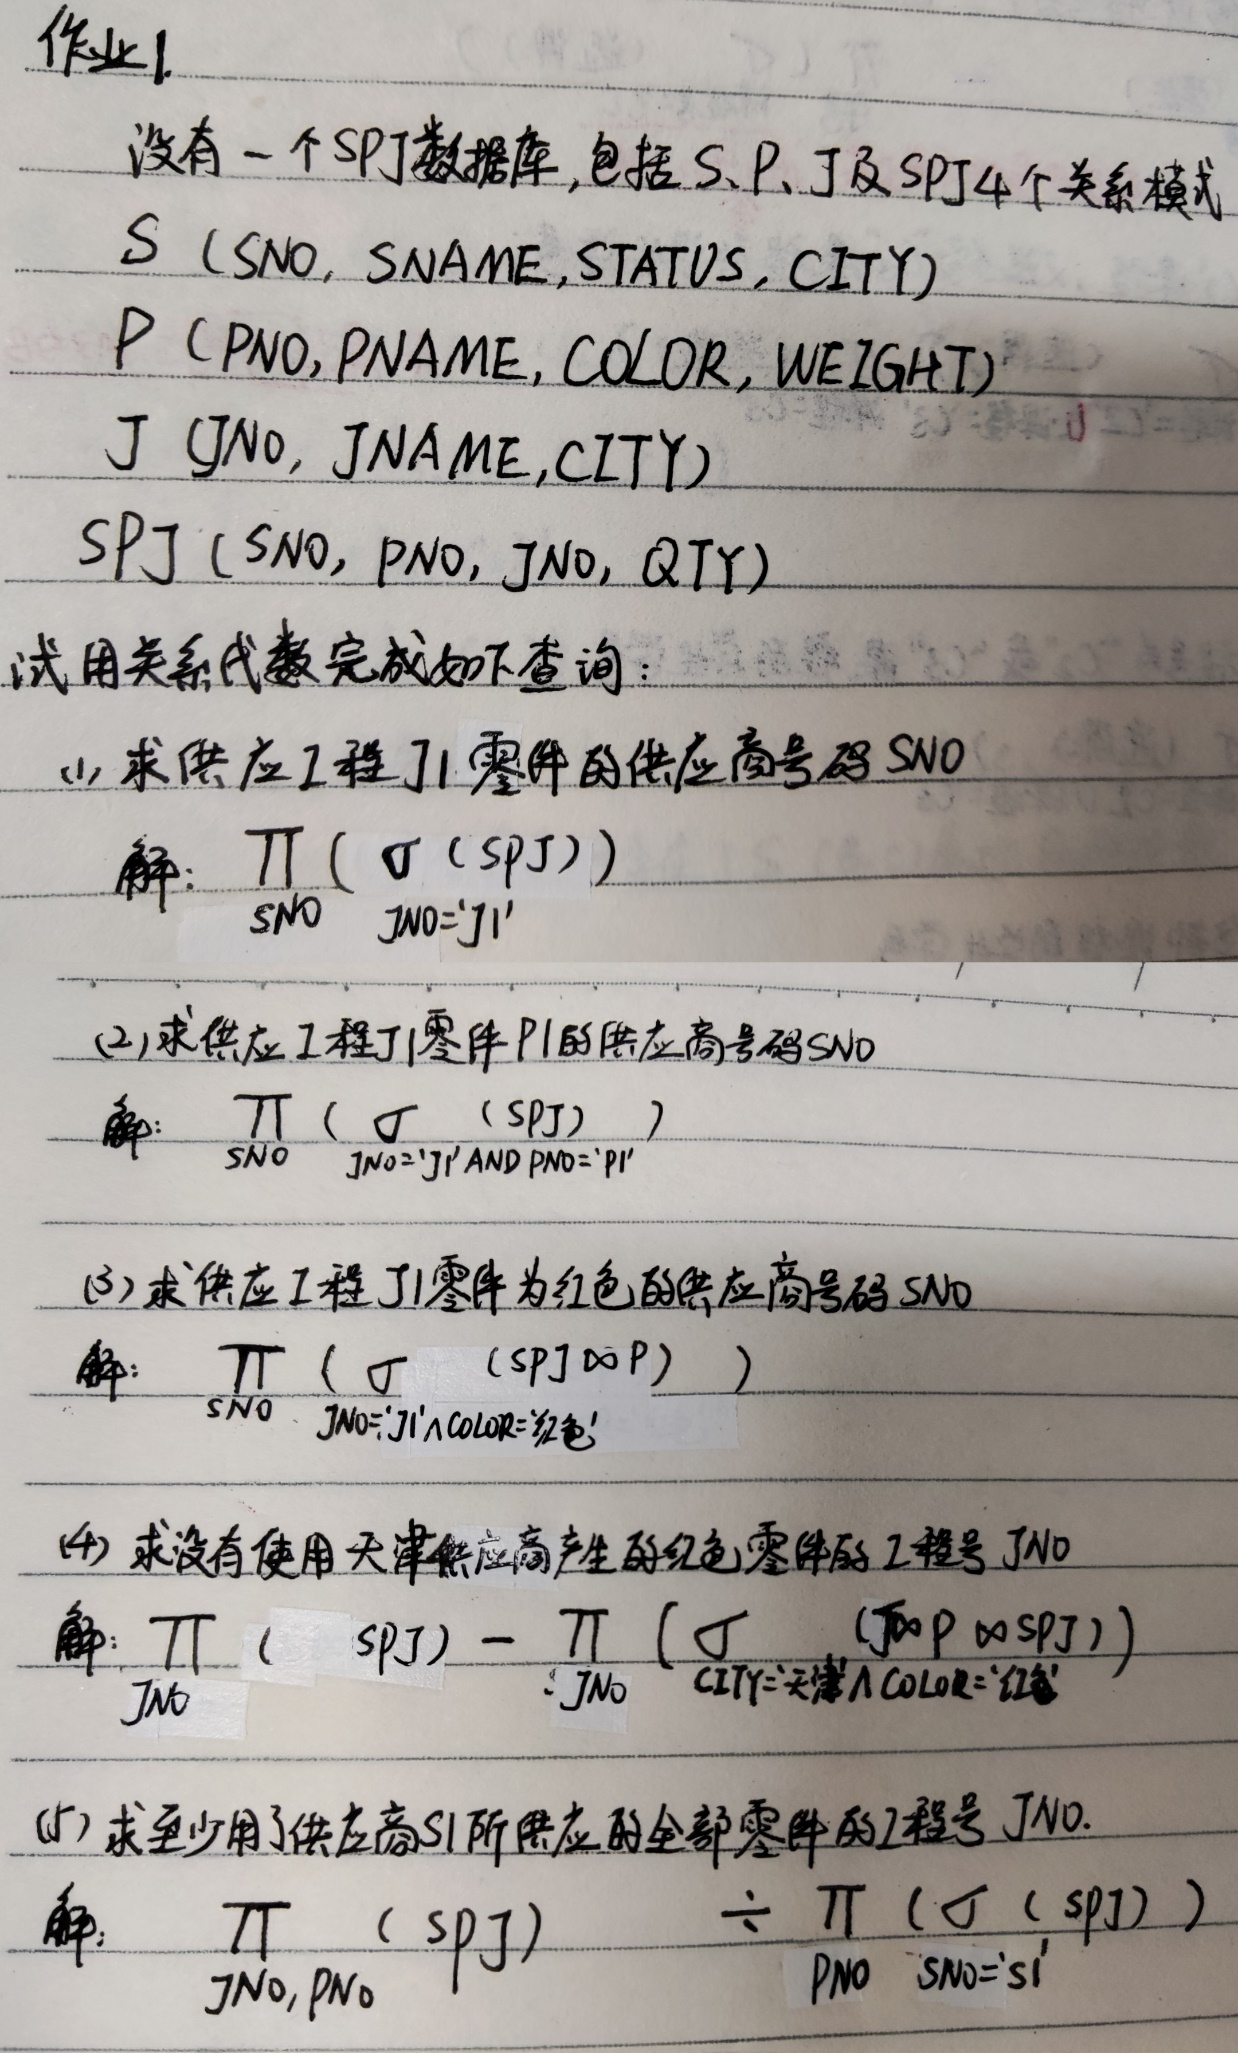 作业1.
没有一个SPJ数据库,包括S、P、J及SPJ4个关系模式
S (SNO, SNAME, STATUS, CITY)
P (PNO, PNAME, COLOR, WEIGHT)
J (JNO, JNAME, CITY)
SPJ (SNO, PNO, JNO, QTY)
试用关系代数完成如下查询:
(1) 求供应工程J1零件的供应商号码SNO
解: π ( σ (SPJ))
SNO JNO='J1'
(2) 求供应工程J1零件P1的供应商号码SNO
解: π ( σ (SPJ) )
SNO JNO='J1' AND PNO='P1'
(3) 求供应工程J1零件为红色的供应商号码SNO
解: π ( σ (SPJ∞P) )
SNO JNO='J1'∧COLOR='红色'
(4) 求没有使用天津供应商产生的红色零件的工程号JNO
解: π ( SPJ) − π ( σ (J∞P∞SPJ))
JNO JNO CITY='天津'∧COLOR='红色'
(5) 求至少用了供应商S1所供应的全部零件的工程号JNO.
解: π (SPJ) ÷ π ( σ (SPJ) )
JNO, PNO PNO SNO='S1'